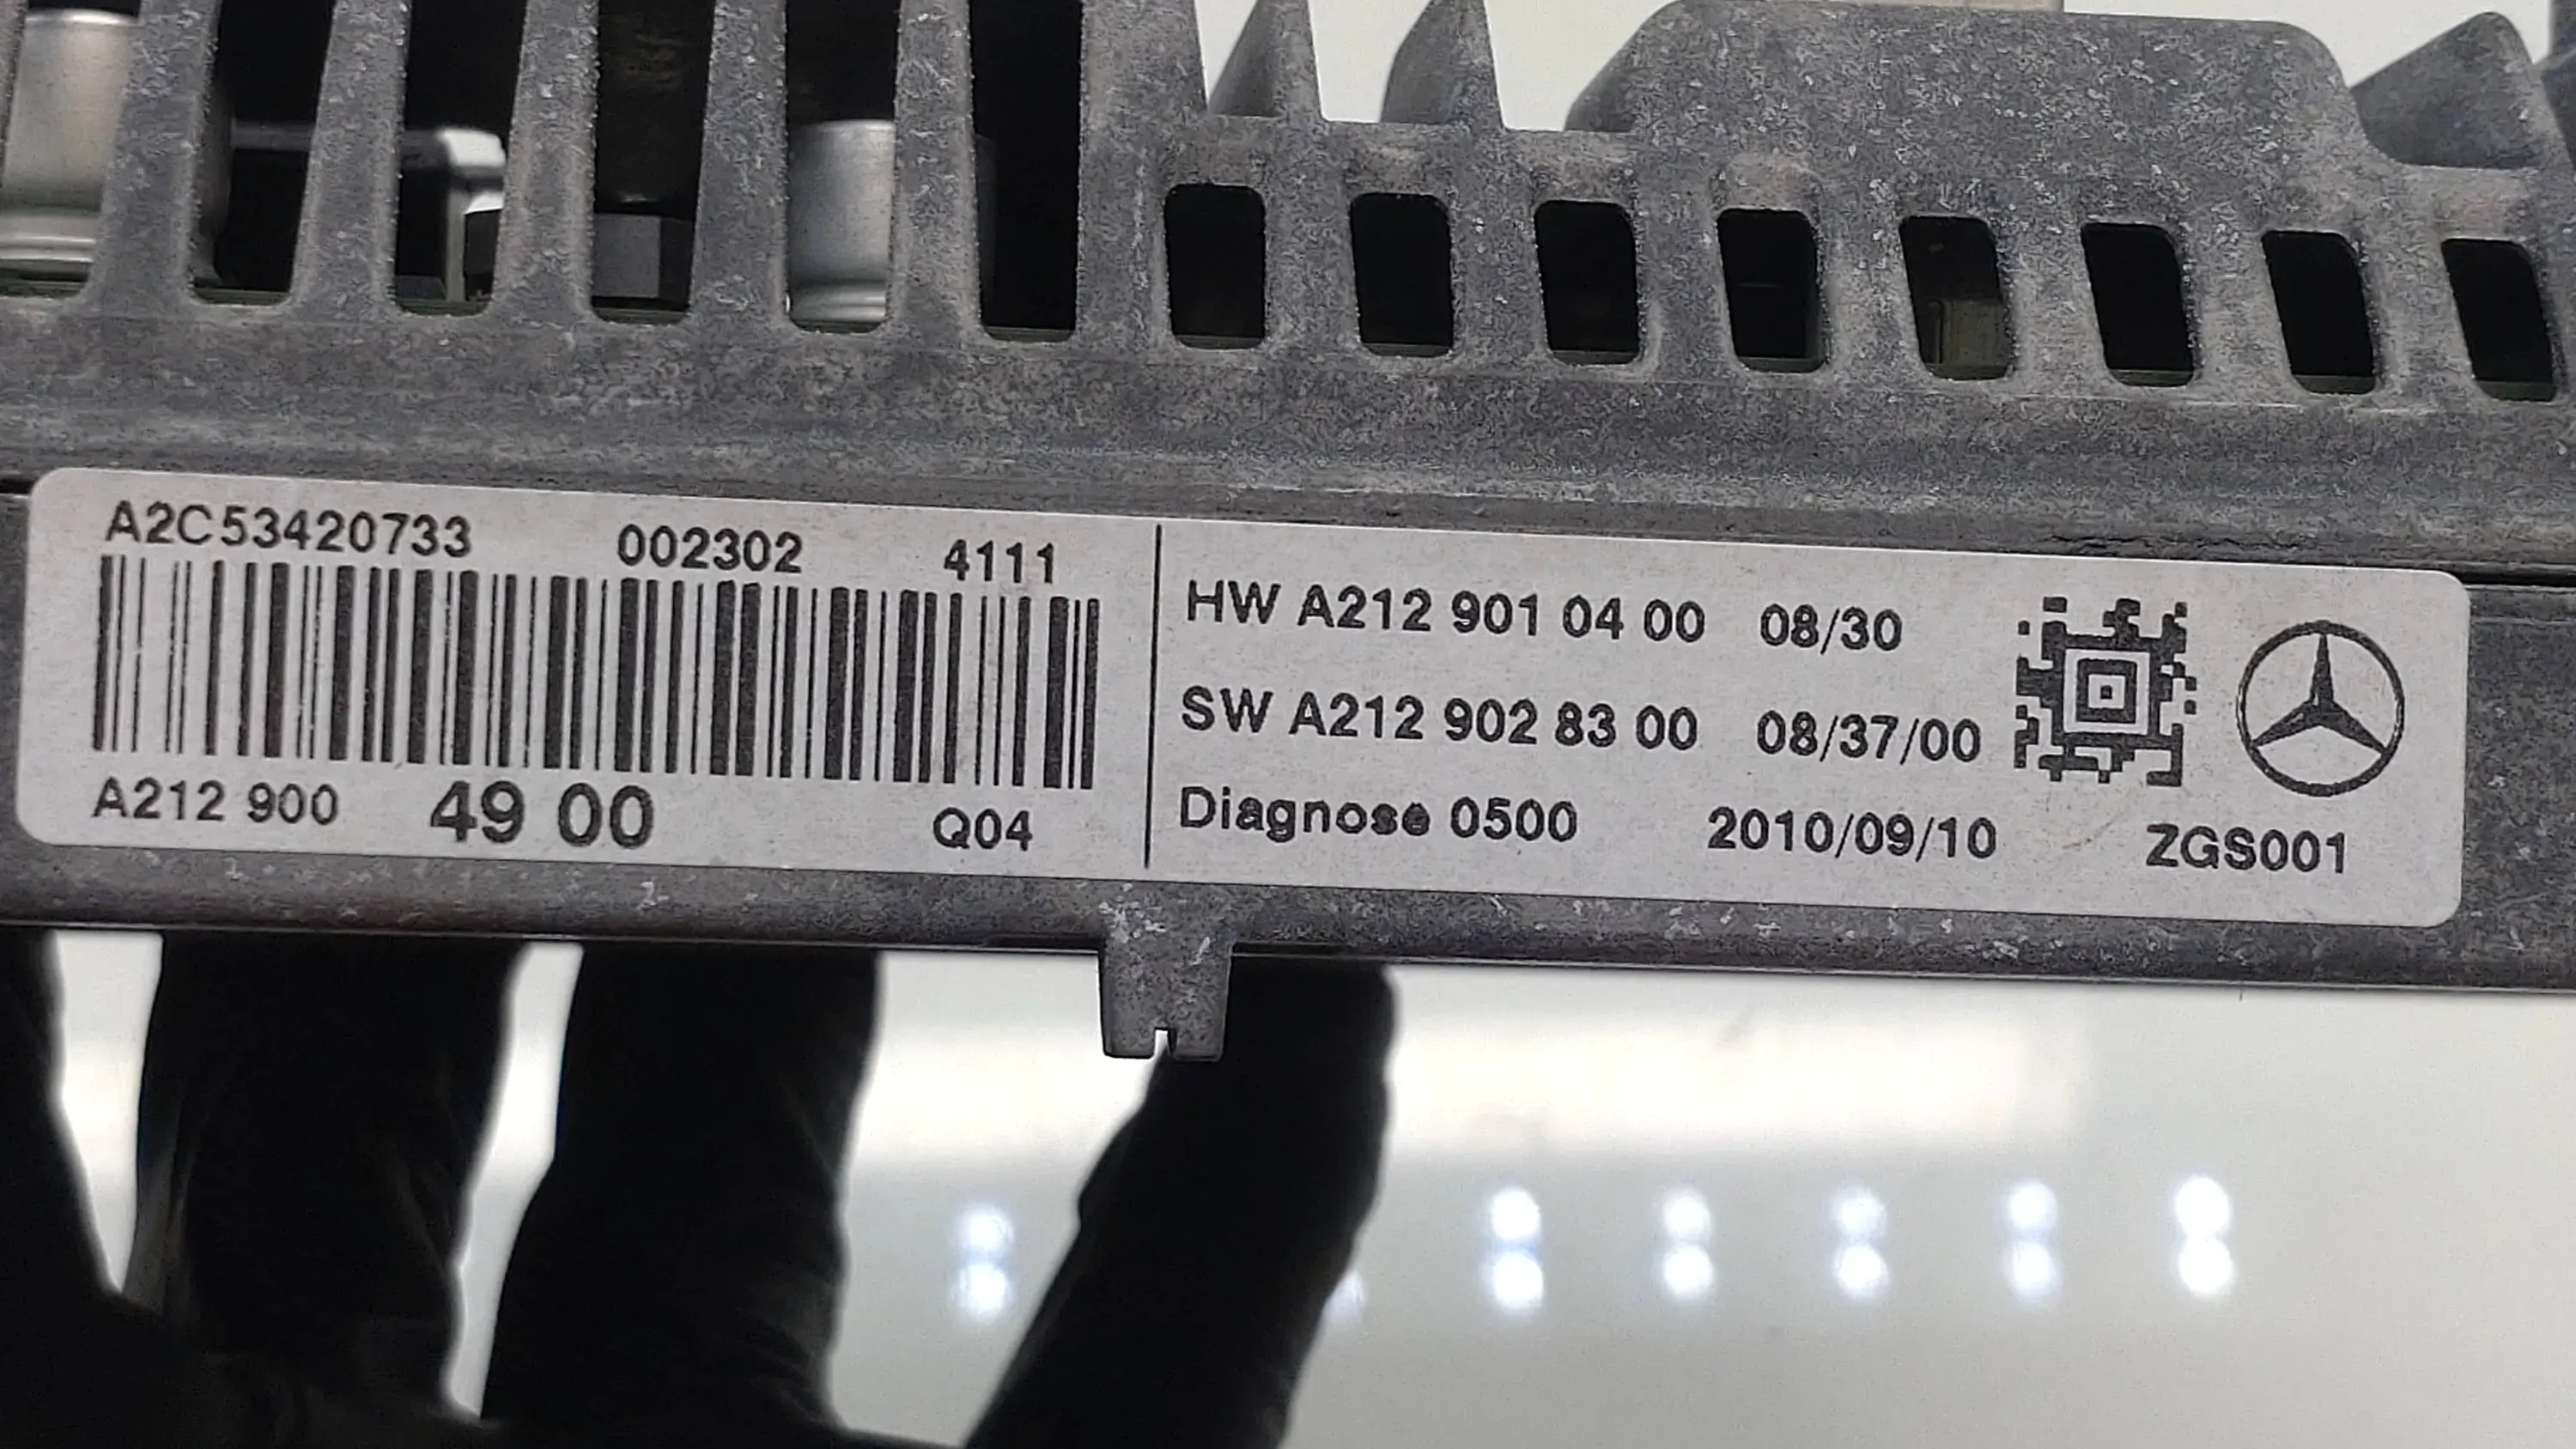 A2C53420733 002302 4111
A212 900 49 00 Q04
HW A212 901 04 00 08/30
SW A212 902 83 00 08/37/00
Diagnose 0500 2010/09/10 ZGS001